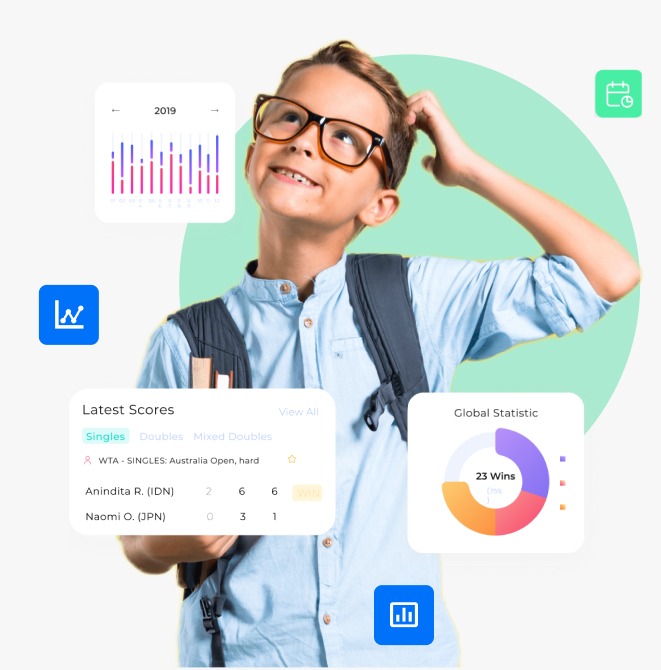 ← 2019 →
Latest Scores
View All
Singles Doubles Mixed Doubles
WTA - SINGLES: Australia Open, hard
Anindita R. (IDN) 2 6 6 WIN
Naomi O. (JPN) 0 3 1
Global Statistic
23 Wins